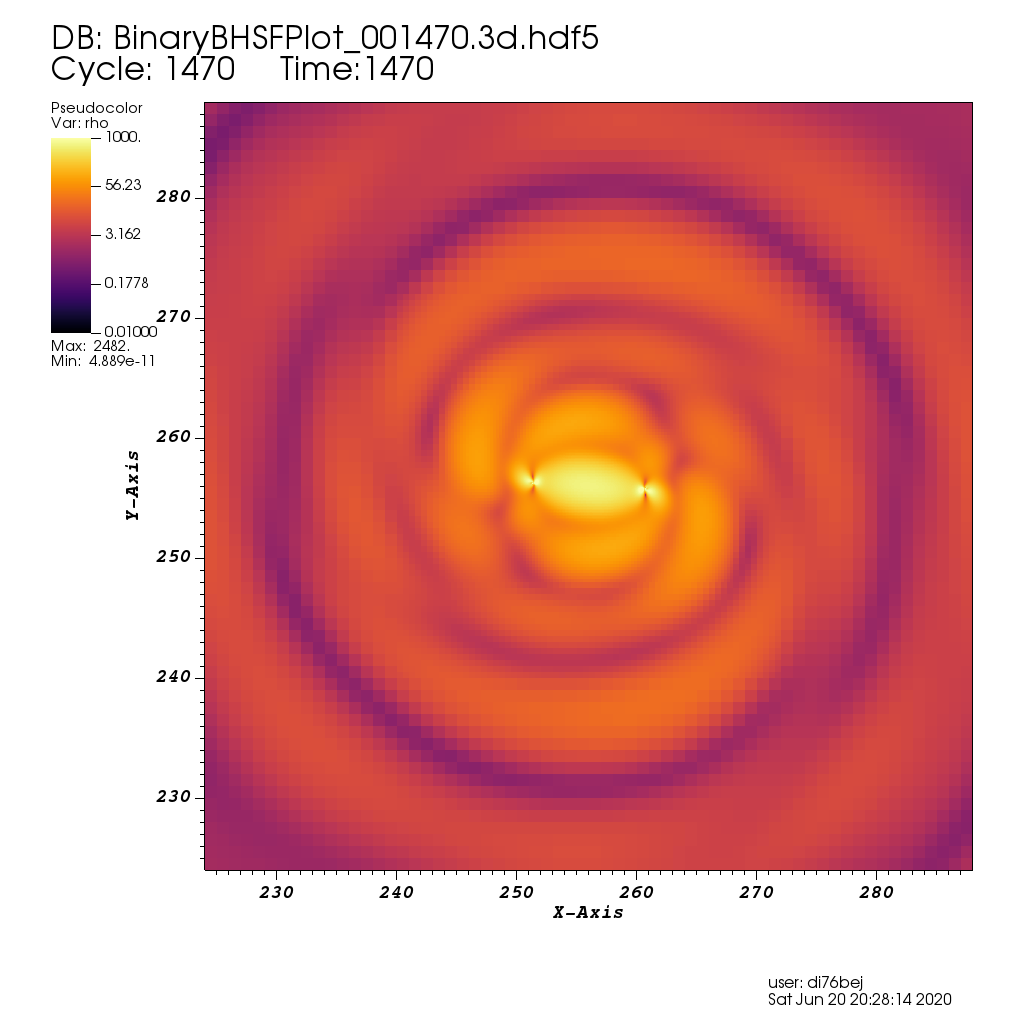 DB: BinaryBHSFPlot_001470.3d.hdf5
Cycle: 1470 Time:1470
Pseudocolor
Var: rho
1000.
56.23
3.162
0.1778
0.01000
Max: 2482.
Min: 4.889e-11
280
270
260
250
240
230
Y-Axis
230 240 250 260 270 280
X-Axis
user: di76bej
Sat Jun 20 20:28:14 2020